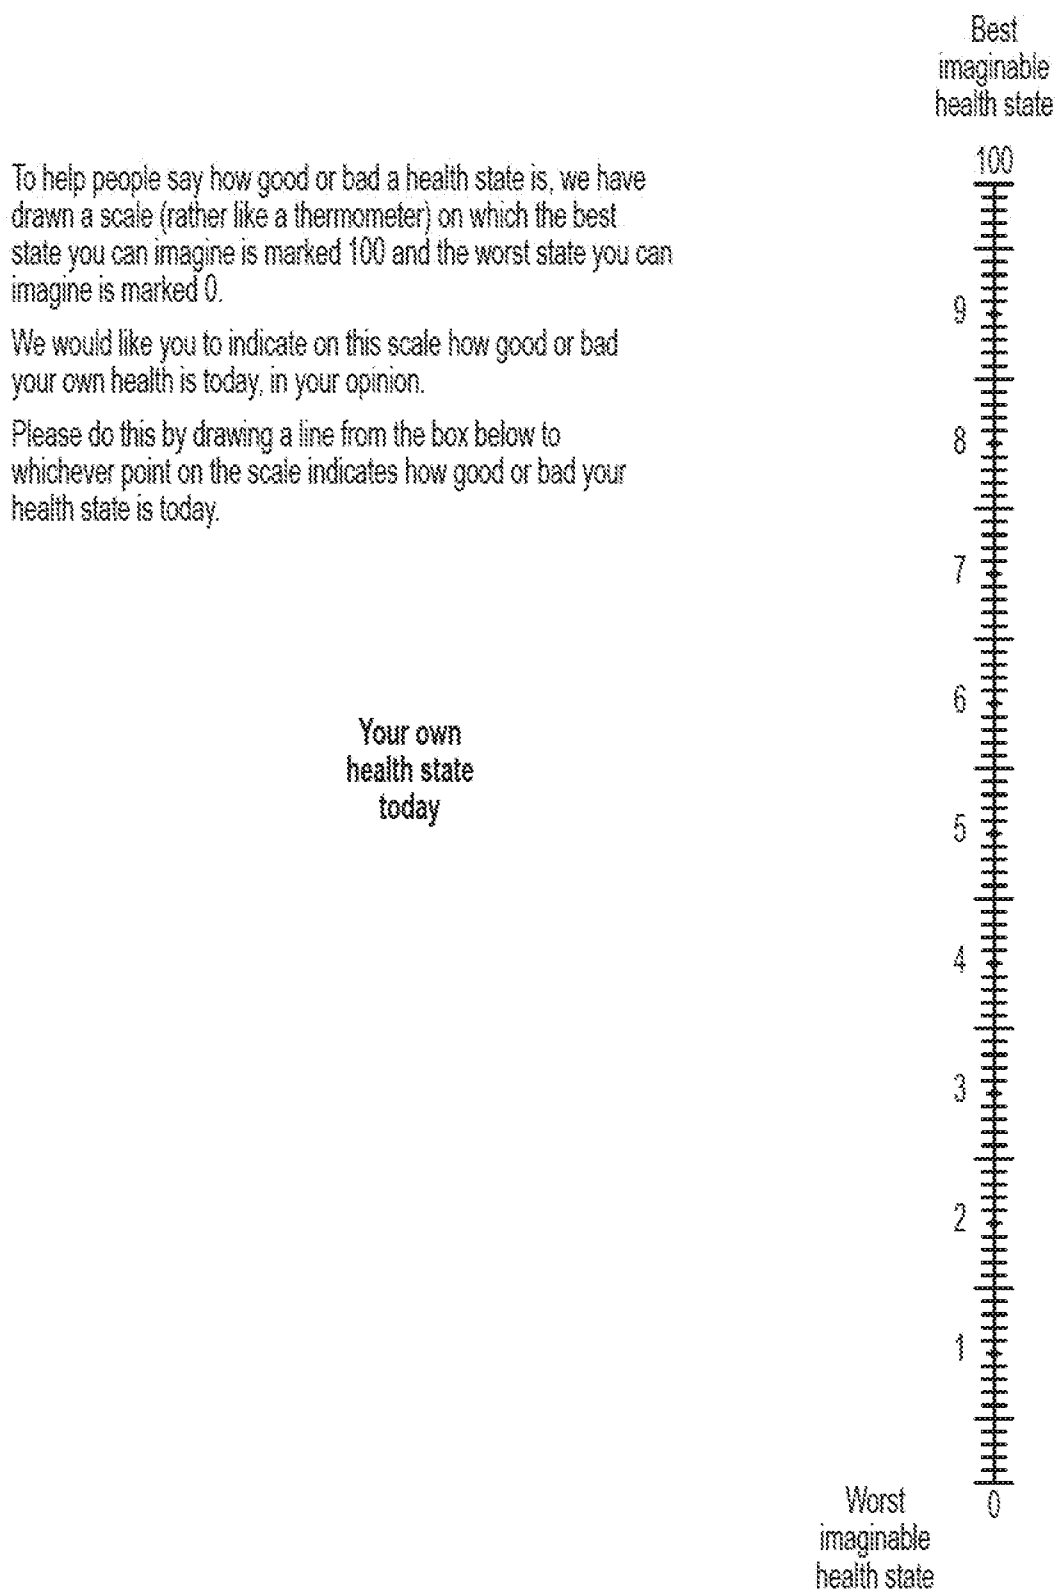 Best
imaginable
health state
100
To help people say how good or bad a health state is, we have
drawn a scale (rather like a thermometer) on which the best
state you can imagine is marked 100 and the worst state you can
imagine is marked 0.
We would like you to indicate on this scale how good or bad
your own health is today, in your opinion.
Please do this by drawing a line from the box below to
whichever point on the scale indicates how good or bad your
health state is today.
9
8
7
6
Your own
health state
today
5
4
3
2
1
0
Worst
imaginable
health state